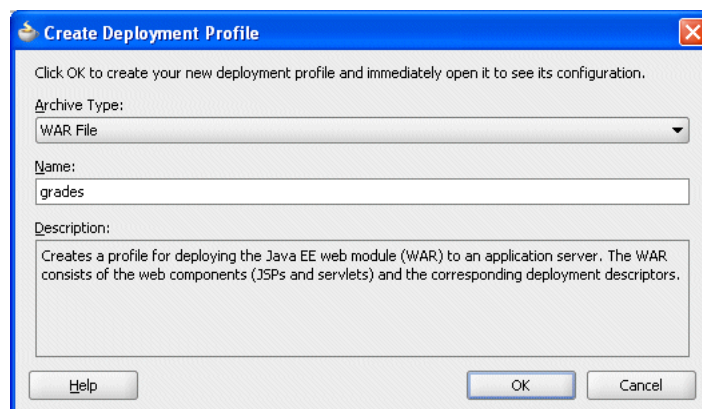 Create Deployment Profile
Click OK to create your new deployment profile and immediately open it to see its configuration.
Archive Type:
WAR File
Name:
grades
Description:
Creates a profile for deploying the Java EE web module (WAR) to an application server. The WAR
consists of the web components (JSPs and servlets) and the corresponding deployment descriptors.
Help
OK
Cancel